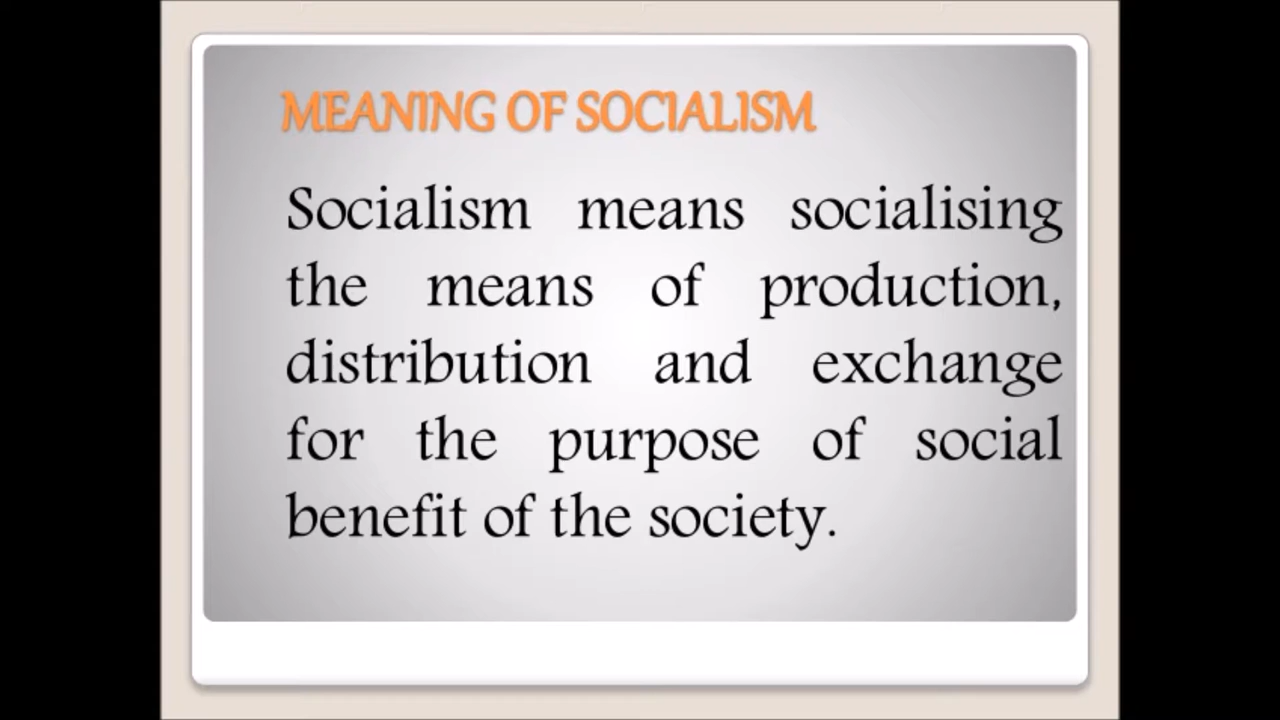 MEANING OF SOCIALISM
Socialism means socialising
the means of production,
distribution and exchange
for the purpose of social
benefit of the society.